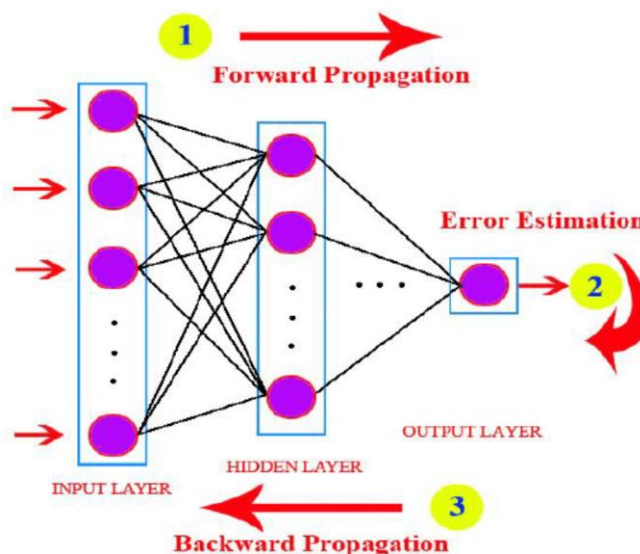 1
Forward Propagation
Error Estimation
2
OUTPUT LAYER
HIDDEN LAYER
INPUT LAYER
3
Backward Propagation